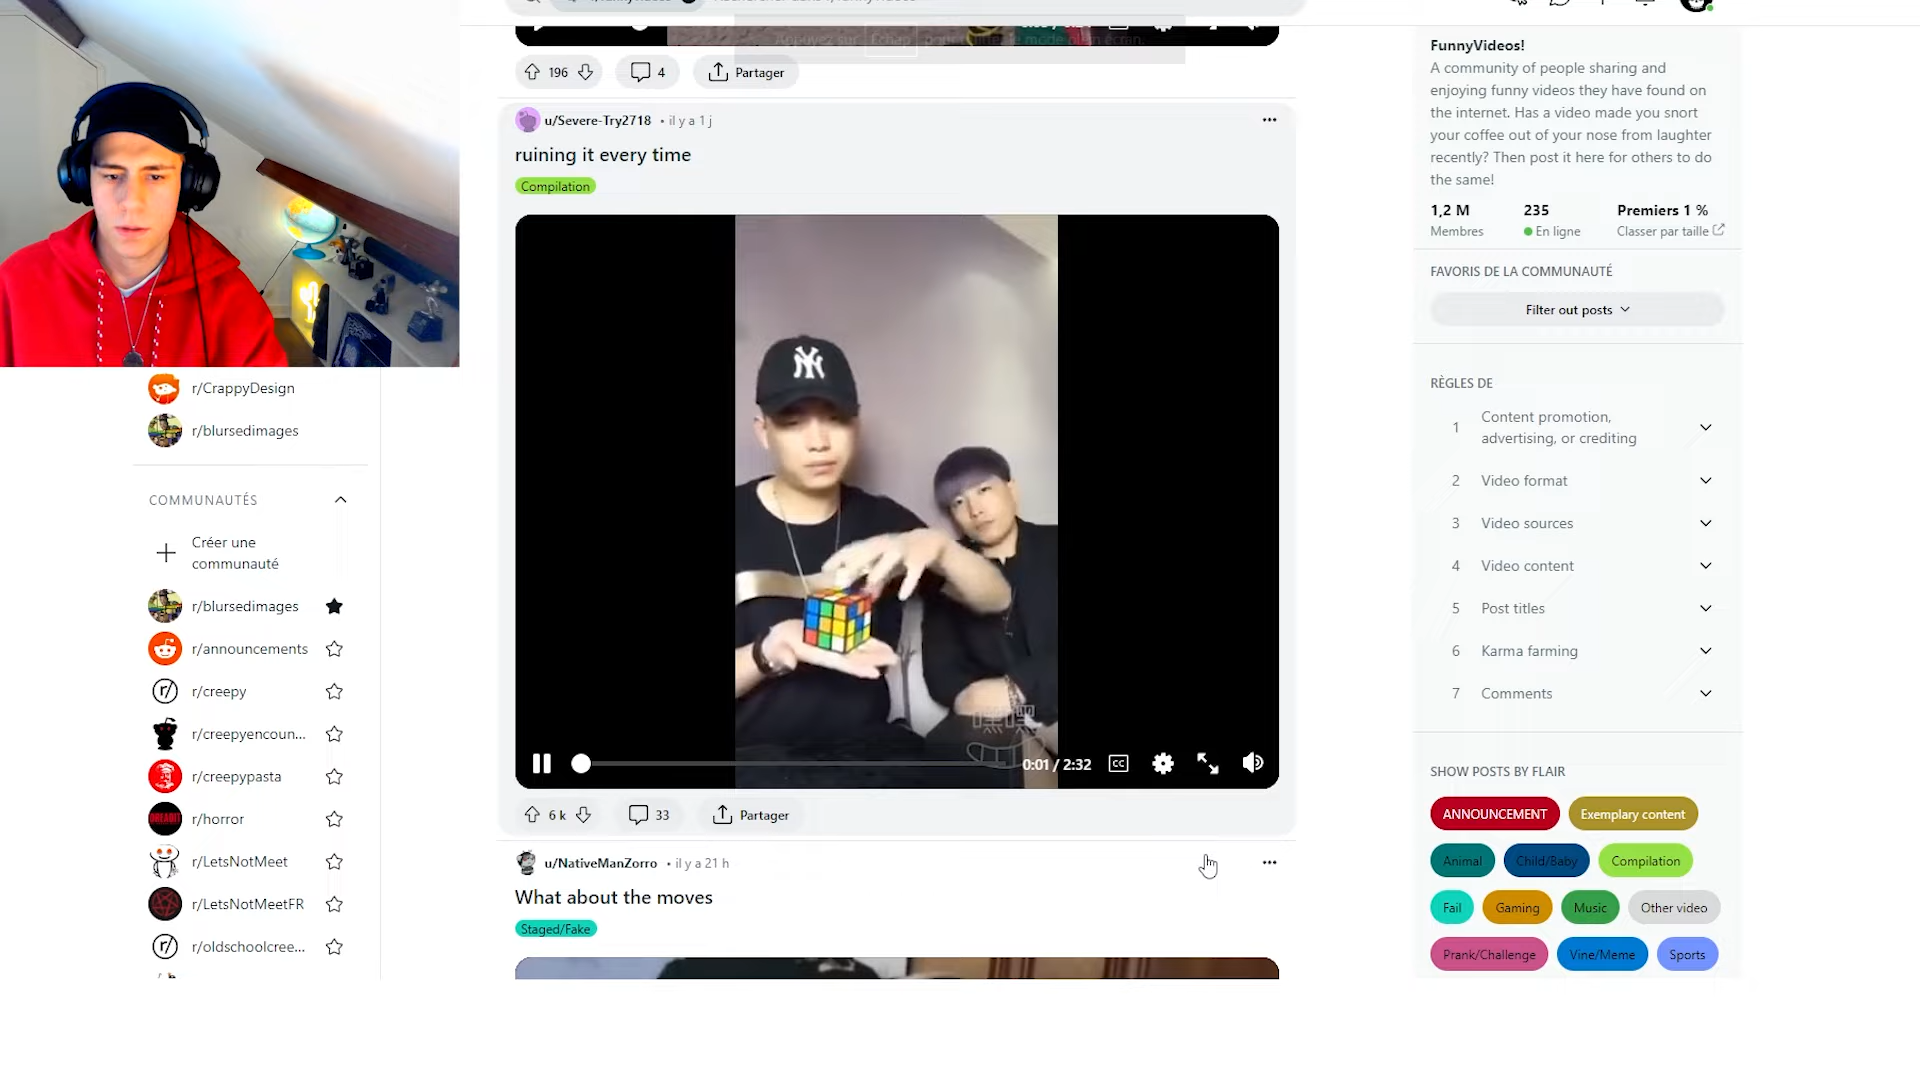 196
4
Partager
u/Severe-Try2718 • il y a 1 j
ruining it every time
Compilation
NY
嘿嘿
0:01 / 2:32
CC
6 k
33
Partager
u/NativeManZorro • il y a 21 h
What about the moves
Staged/Fake
r/CrappyDesign
r/blursedimages
COMMUNAUTÉS
Créer une
communauté
r/blursedimages
r/announcements
r/creepy
r/creepyencoun...
r/creepypasta
r/horror
r/LetsNotMeet
r/LetsNotMeetFR
r/oldschoolcree...
FunnyVideos!
A community of people sharing and
enjoying funny videos they have found on
the internet. Has a video made you snort
your coffee out of your nose from laughter
recently? Then post it here for others to do
the same!
1,2 M
Membres
235
En ligne
Premiers 1 %
Classer par taille
FAVORIS DE LA COMMUNAUTÉ
Filter out posts
RÈGLES DE
1 Content promotion,
advertising, or crediting
2 Video format
3 Video sources
4 Video content
5 Post titles
6 Karma farming
7 Comments
SHOW POSTS BY FLAIR
ANNOUNCEMENT Exemplary content
Animal Child/Baby Compilation
Fail Gaming Music Other video
Prank/Challenge Vine/Meme Sports